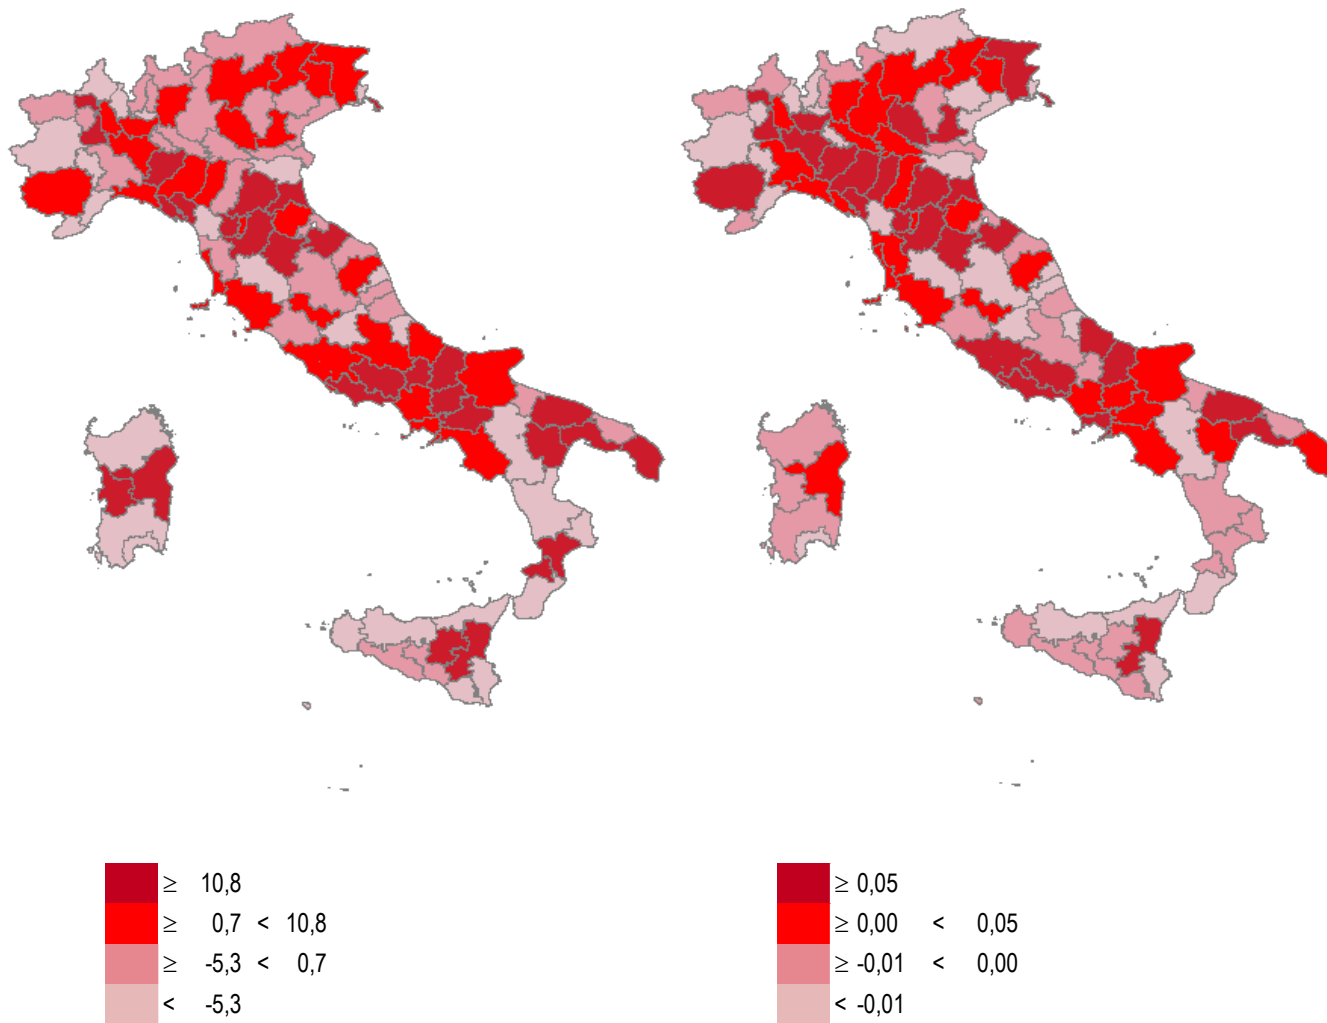 ≥ 10,8
≥ 0,7 < 10,8
≥ -5,3 < 0,7
< -5,3
≥ 0,05
≥ 0,00 < 0,05
≥ -0,01 < 0,00
< -0,01